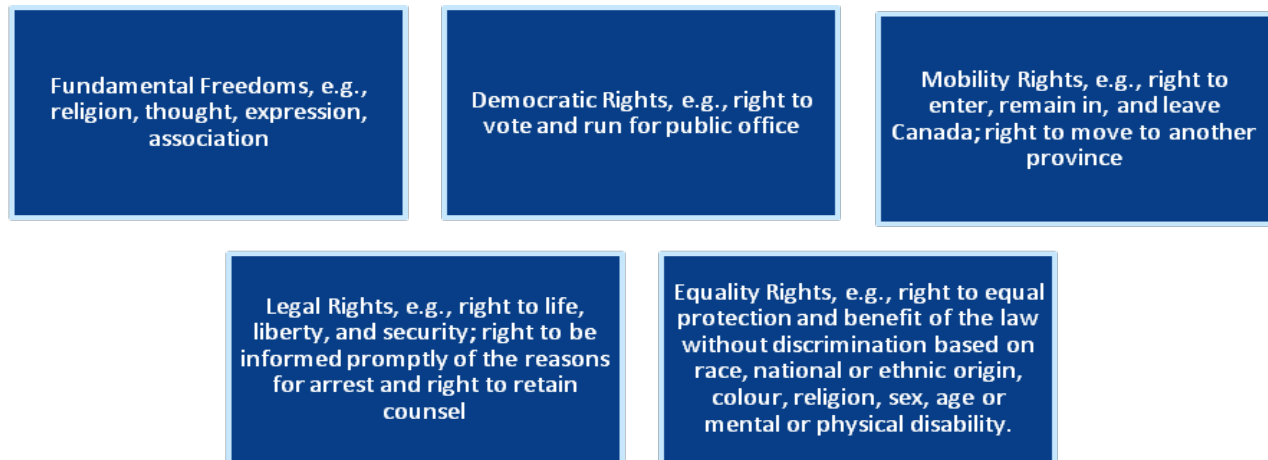 Fundamental Freedoms, e.g.,
religion, thought, expression,
association
Democratic Rights, e.g., right to
vote and run for public office
Mobility Rights, e.g., right to
enter, remain in, and leave
Canada; right to move to another
province
Legal Rights, e.g., right to life,
liberty, and security; right to be
informed promptly of the reasons
for arrest and right to retain
counsel
Equality Rights, e.g., right to equal
protection and benefit of the law
without discrimination based on
race, national or ethnic origin,
colour, religion, sex, age or
mental or physical disability.